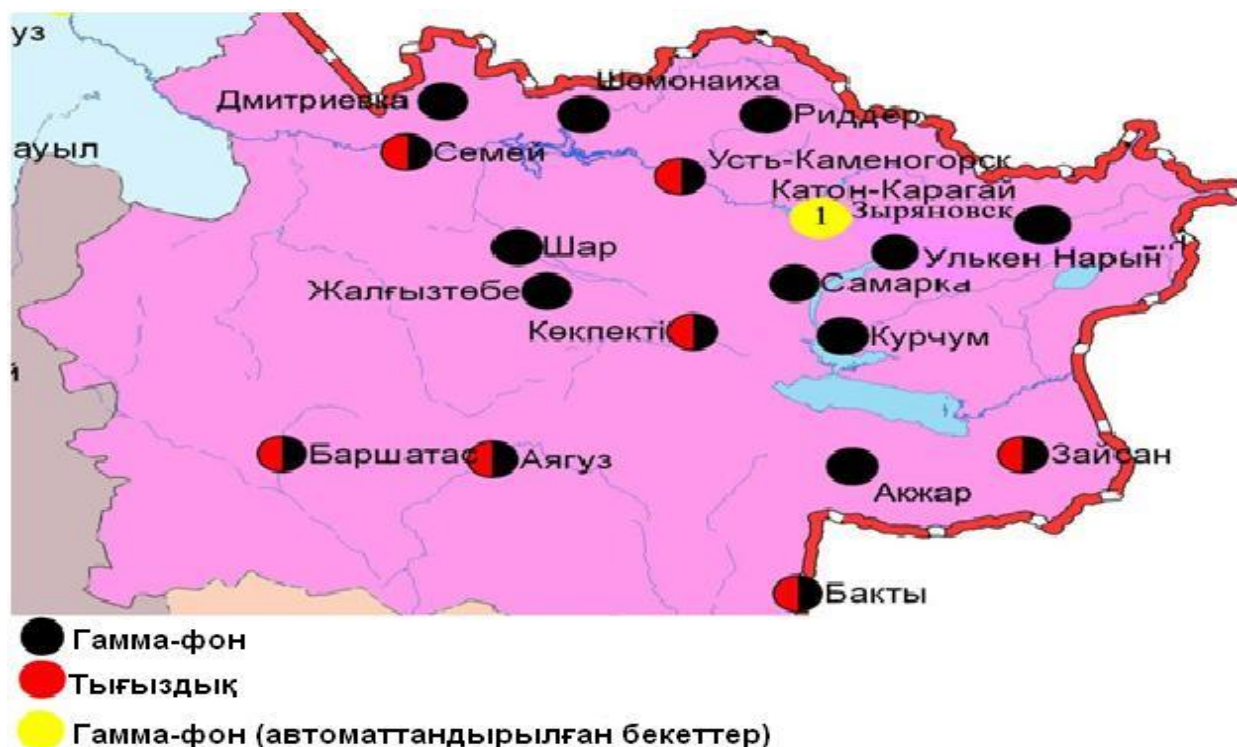 уз
Шемонаиха
Дмитриевка
Риддер
ауыл
Семей
Усть-Каменогорск
Катон-Карагай
1
Зыряновск
Шар
Улькен Нарын
Жалғызтөбе
Самарка
Көкпекті
Курчум
й
Баршатас
Аягуз
Зайсан
Акжар
Бакты
Гамма-фон
Тығыздық
Гамма-фон (автоматтандырылған бекеттер)